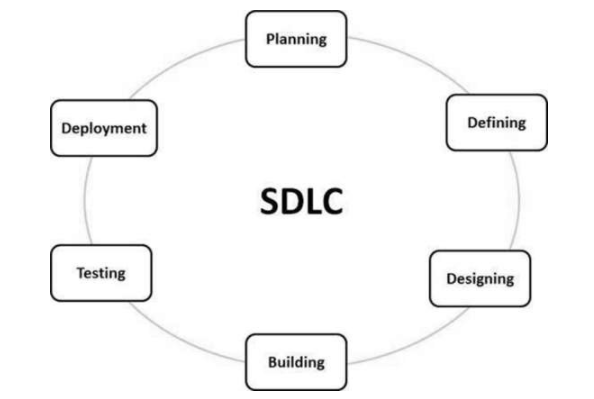 Planning
Defining
Designing
Building
Testing
Deployment
SDLC